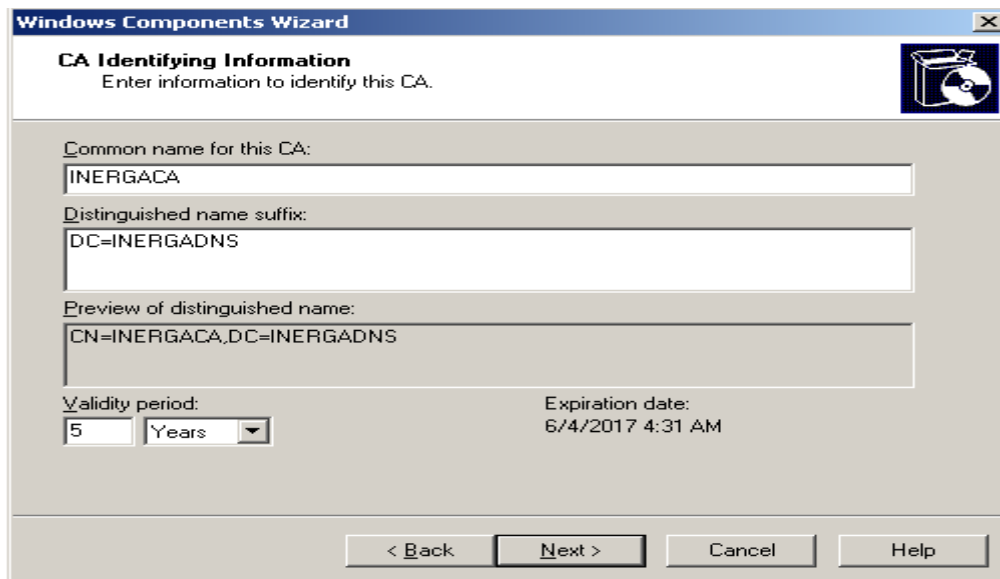 Windows Components Wizard
CA Identifying Information
Enter information to identify this CA.
Common name for this CA:
INERGACA
Distinguished name suffix:
DC=INERGADNS
Preview of distinguished name:
CN=INERGACA,DC=INERGADNS
Validity period:
5 Years
Expiration date:
6/4/2017 4:31 AM
< Back Next > Cancel Help